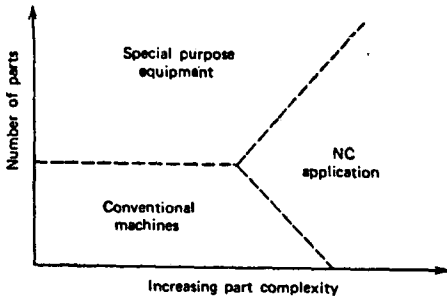 Number of parts
Special purpose
equipment
NC
application
Conventional
machines
Increasing part complexity